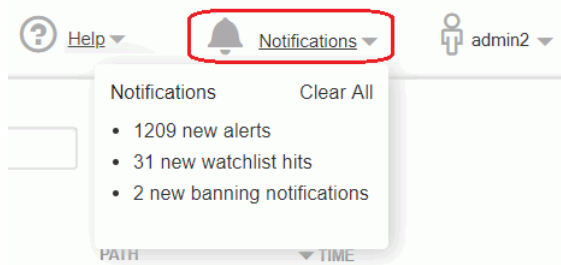 Help Notifications admin2
Notifications Clear All
• 1209 new alerts
• 31 new watchlist hits
• 2 new banning notifications
PATH TIME